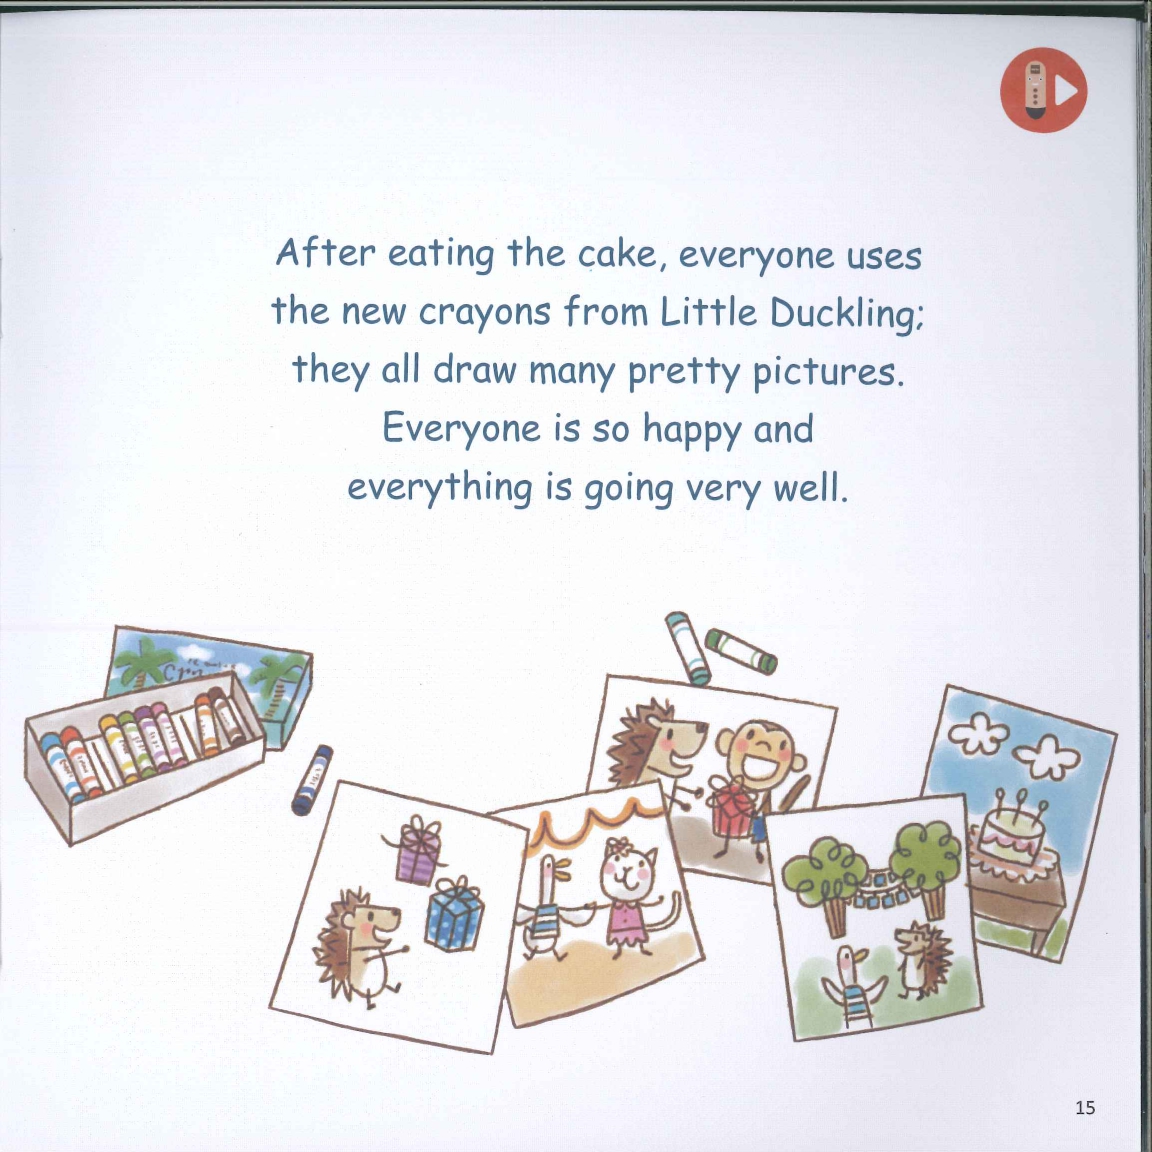 After eating the cake, everyone uses
the new crayons from Little Duckling;
they all draw many pretty pictures.
Everyone is so happy and
everything is going very well.
15